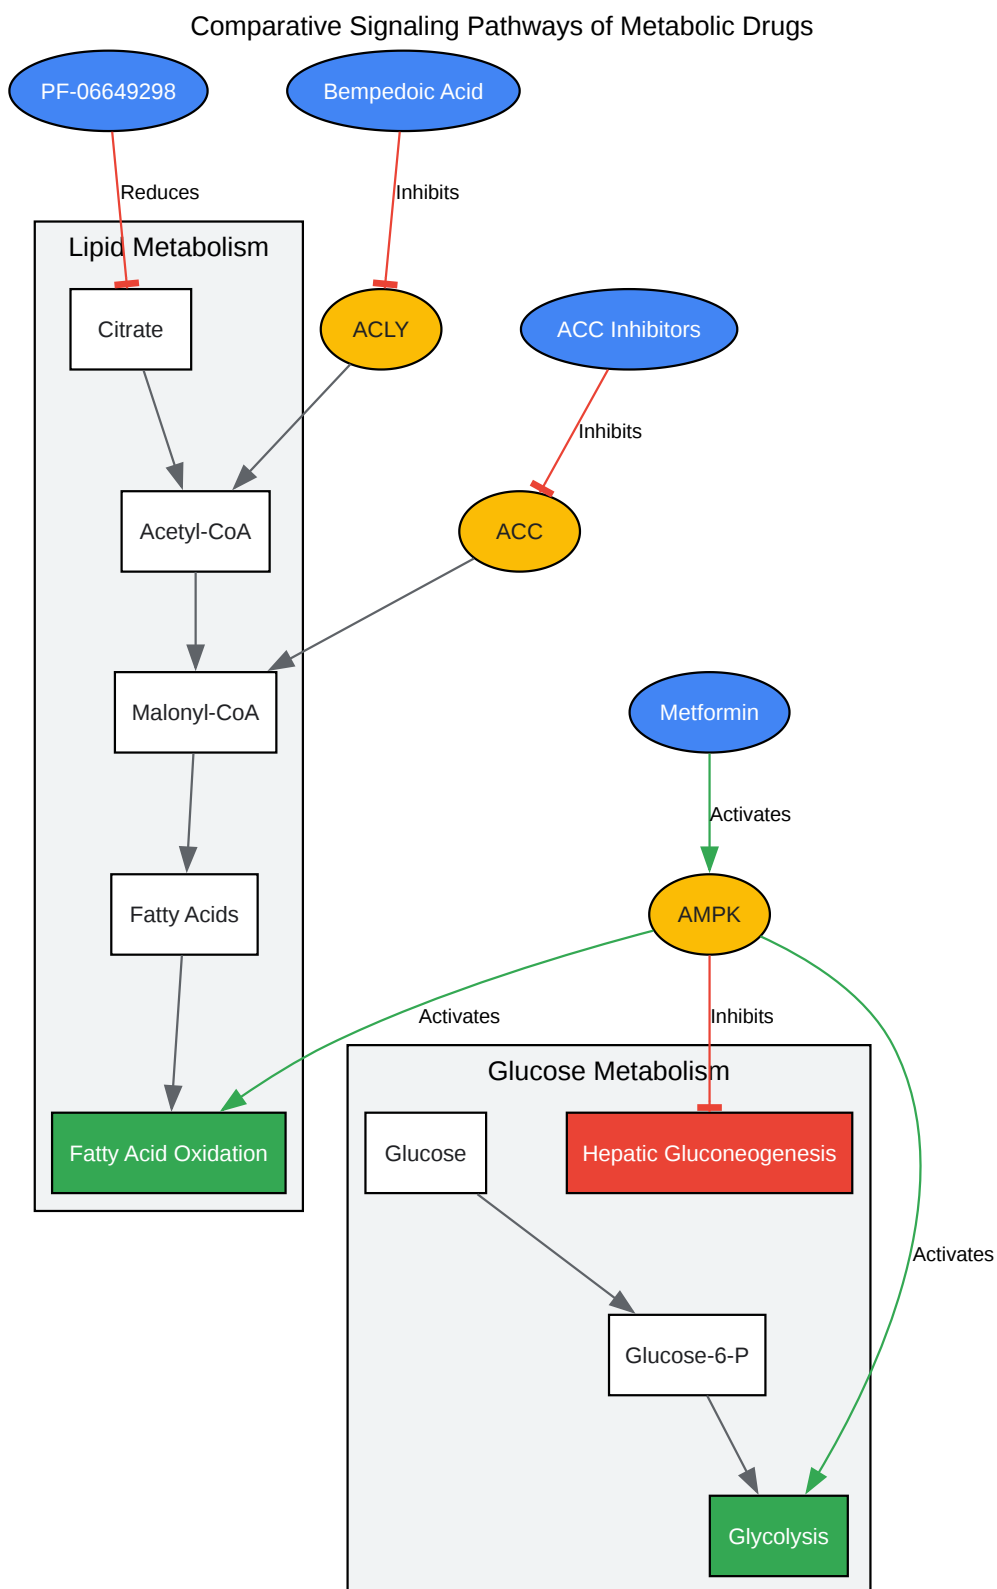 Comparative Signaling Pathways of Metabolic Drugs
PF-06649298
Bempedoic Acid
Reduces
Inhibits
Lipid Metabolism
Citrate
ACLY
ACC Inhibitors
Inhibits
Acetyl-CoA
ACC
Malonyl-CoA
Metformin
Activates
Fatty Acids
AMPK
Activates
Inhibits
Glucose Metabolism
Fatty Acid Oxidation
Glucose
Hepatic Gluconeogenesis
Activates
Glucose-6-P
Glycolysis